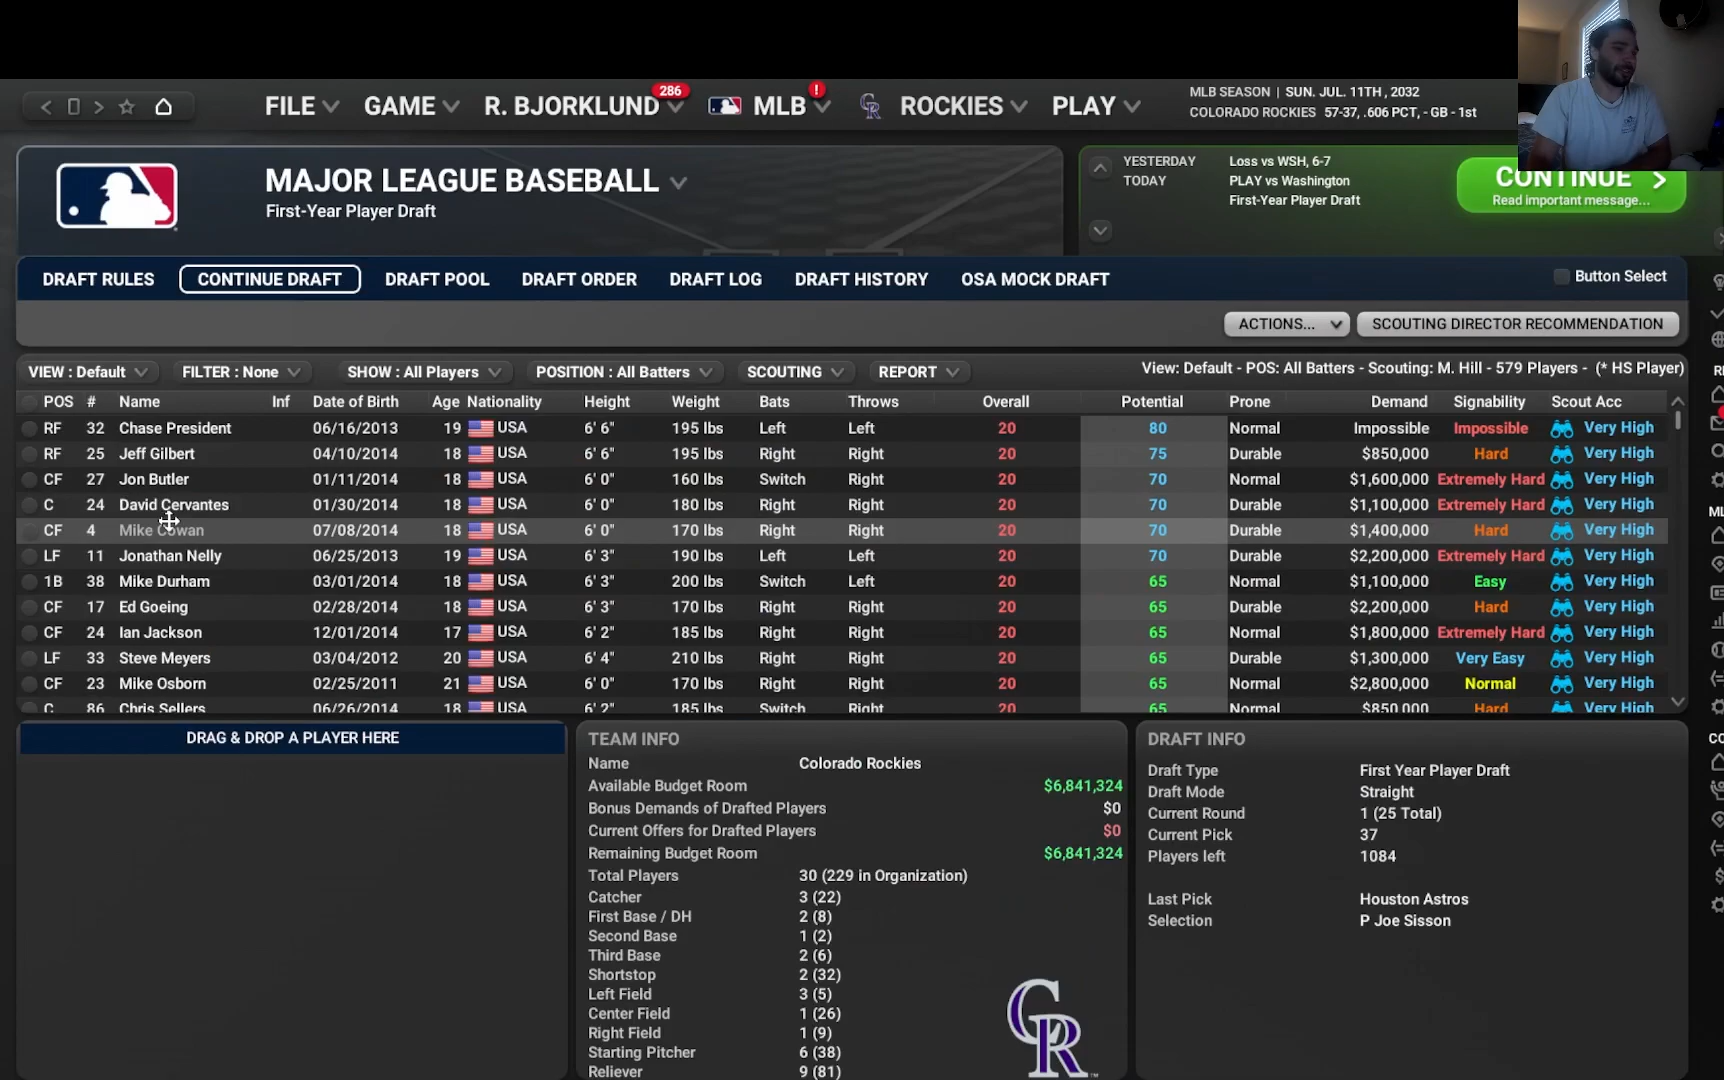 FILE GAME R. BJORKLUND 286 MLB ! ROCKIES PLAY
MLB SEASON | SUN. JUL. 11TH , 2032
COLORADO ROCKIES 57-37, .606 PCT, - GB - 1st
MAJOR LEAGUE BASEBALL
First-Year Player Draft
YESTERDAY Loss vs WSH, 6-7
TODAY PLAY vs Washington
First-Year Player Draft
CONTINUE
Read important message...
DRAFT RULES CONTINUE DRAFT DRAFT POOL DRAFT ORDER DRAFT LOG DRAFT HISTORY OSA MOCK DRAFT Button Select
ACTIONS... SCOUTING DIRECTOR RECOMMENDATION
VIEW : Default FILTER : None SHOW : All Players POSITION : All Batters SCOUTING REPORT View: Default - POS: All Batters - Scouting: M. Hill - 579 Players - (* HS Player)
POS # Name Inf Date of Birth Age Nationality Height Weight Bats Throws Overall Potential Prone Demand Signability Scout Acc
RF 32 Chase President 06/16/2013 19 USA 6' 6" 195 lbs Left Left 20 80 Normal Impossible Impossible Very High
RF 25 Jeff Gilbert 04/10/2014 18 USA 6' 6" 195 lbs Right Right 20 75 Durable $850,000 Hard Very High
CF 27 Jon Butler 01/11/2014 18 USA 6' 0" 160 lbs Switch Right 20 70 Normal $1,600,000 Extremely Hard Very High
C 24 David Cervantes 01/30/2014 18 USA 6' 0" 180 lbs Right Right 20 70 Durable $1,100,000 Extremely Hard Very High
CF 4 Mike Cowan 07/08/2014 18 USA 6' 0" 170 lbs Right Right 20 70 Durable $1,400,000 Hard Very High
LF 11 Jonathan Nelly 06/25/2013 19 USA 6' 3" 190 lbs Left Left 20 70 Durable $2,200,000 Extremely Hard Very High
1B 38 Mike Durham 03/01/2014 18 USA 6' 3" 200 lbs Switch Left 20 65 Normal $1,100,000 Easy Very High
CF 17 Ed Goeing 02/28/2014 18 USA 6' 3" 170 lbs Right Right 20 65 Durable $2,200,000 Hard Very High
CF 24 Ian Jackson 12/01/2014 17 USA 6' 2" 185 lbs Right Right 20 65 Normal $1,800,000 Extremely Hard Very High
LF 33 Steve Meyers 03/04/2012 20 USA 6' 4" 210 lbs Right Right 20 65 Durable $1,300,000 Very Easy Very High
CF 23 Mike Osborn 02/25/2011 21 USA 6' 0" 170 lbs Right Right 20 65 Normal $2,800,000 Normal Very High
C 86 Chris Sellers 06/26/2014 18 USA 6' 2" 185 lbs Switch Right 20 65 Normal $850,000 Hard Very High
DRAG & DROP A PLAYER HERE
TEAM INFO
Name Colorado Rockies
Available Budget Room $6,841,324
Bonus Demands of Drafted Players $0
Current Offers for Drafted Players $0
Remaining Budget Room $6,841,324
Total Players 30 (229 in Organization)
Catcher 3 (22)
First Base / DH 2 (8)
Second Base 1 (2)
Third Base 2 (6)
Shortstop 2 (32)
Left Field 3 (5)
Center Field 1 (26)
Right Field 1 (9)
Starting Pitcher 6 (38)
Reliever 9 (81)
CR
DRAFT INFO
Draft Type First Year Player Draft
Draft Mode Straight
Current Round 1 (25 Total)
Current Pick 37
Players left 1084
Last Pick Houston Astros
Selection P Joe Sisson